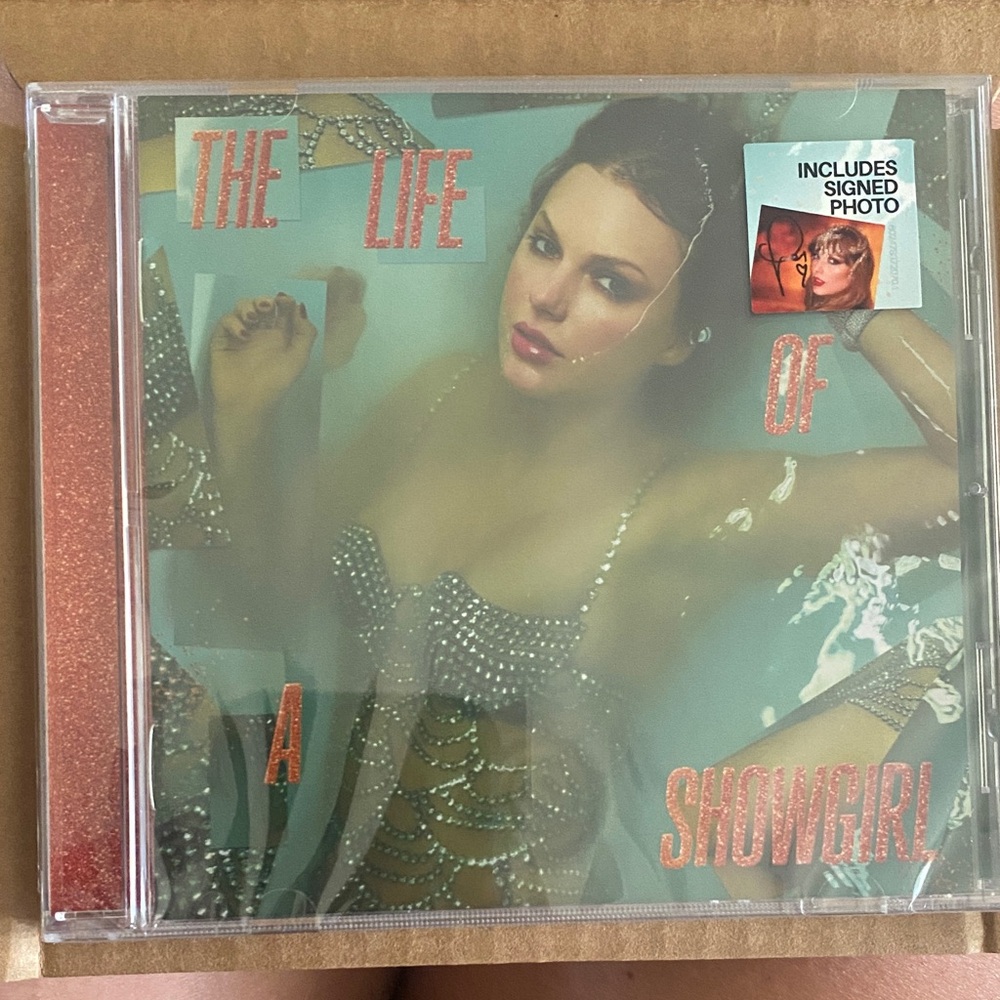 THE
LIFE
INCLUDES
SIGNED
PHOTO
OF
A
SHOWGIRL